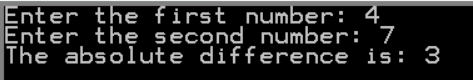 Enter the first number: 4
Enter the second number: 7
The absolute difference is: 3